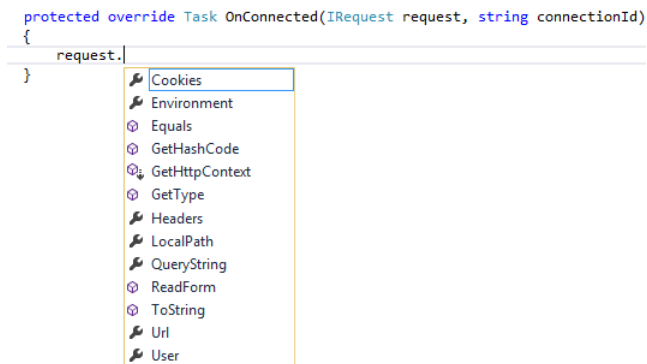 protected override Task OnConnected(IRequest request, string connectionId)
{
request.
}
Cookies
Environment
Equals
GetHashCode
GetHttpContext
GetType
Headers
LocalPath
QueryString
ReadForm
ToString
Url
User